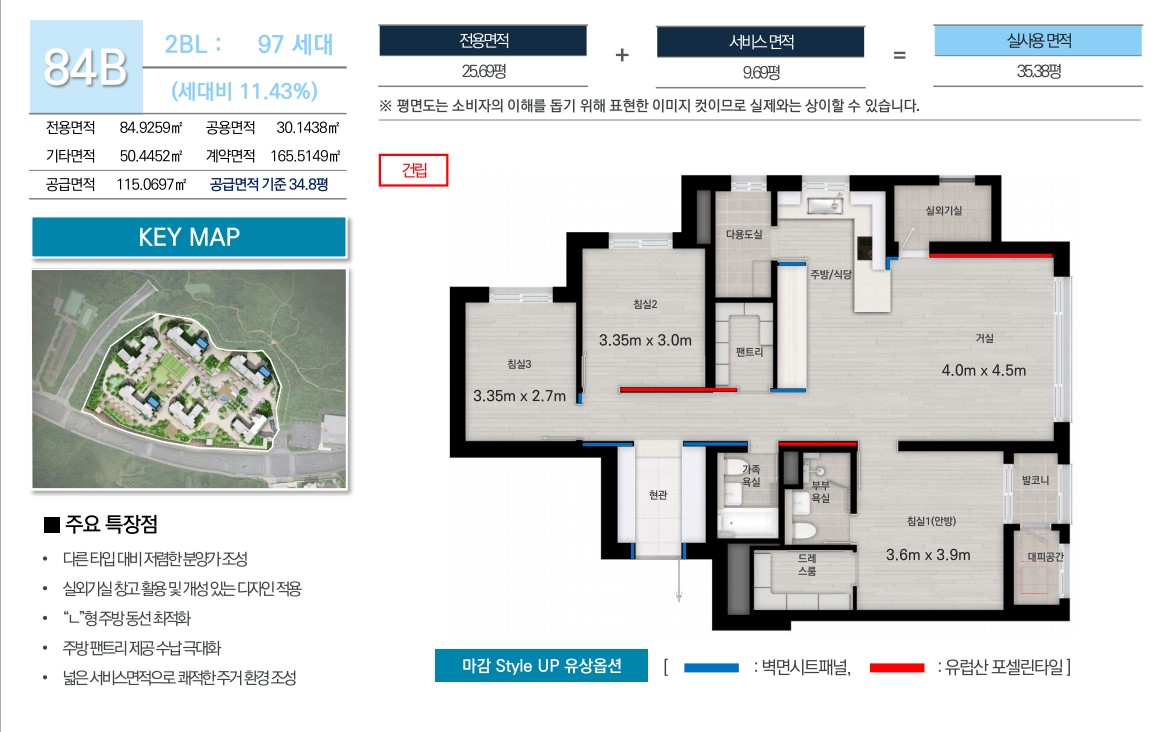 84B
2BL : 97 세대
(세대비 11.43%)
전용면적 84.9259㎡ 공용면적 30.1438㎡
기타면적 50.4452㎡ 계약면적 165.5149㎡
공급면적 115.0697㎡ 공급면적 기준 34.8평
KEY MAP
■ 주요 특장점
• 다른 타입 대비 저렴한 분양가 조성
• 실외기실 창고 활용 및 개성 있는 디자인 적용
• “ㄴ”형 주방 동선 최적화
• 주방 팬트리 제공 수납 극대화
• 넓은 서비스면적으로 쾌적한 주거 환경 조성
전용면적 + 서비스 면적 = 실사용 면적
25.69평 9.69평 35.38평
※ 평면도는 소비자의 이해를 돕기 위해 표현한 이미지 컷이므로 실제와는 상이할 수 있습니다.
건립
실외기실
다용도실
주방/식당
침실2
3.35m x 3.0m
팬트리
거실
4.0m x 4.5m
침실3
3.35m x 2.7m
가족
욕실
부부
욕실
발코니
현관
침실1(안방)
3.6m x 3.9m
드레
스룸
대피공간
마감 Style UP 유상옵션 [ : 벽면시트패널, : 유럽산 포셀린타일 ]